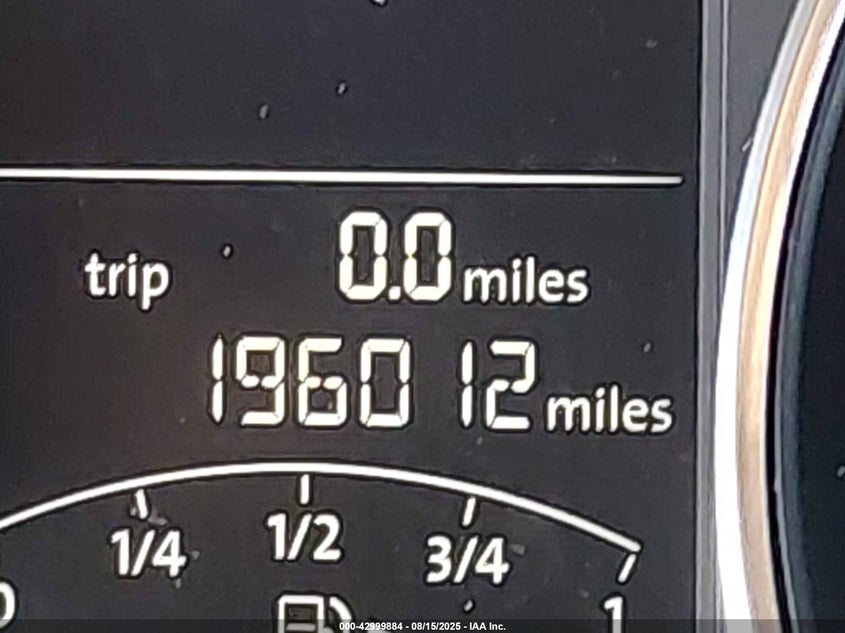 trip 0.0 miles
196012 miles
1/4 1/2 3/4
0 1
000-42999884 - 08/15/2025 - IAA Inc.